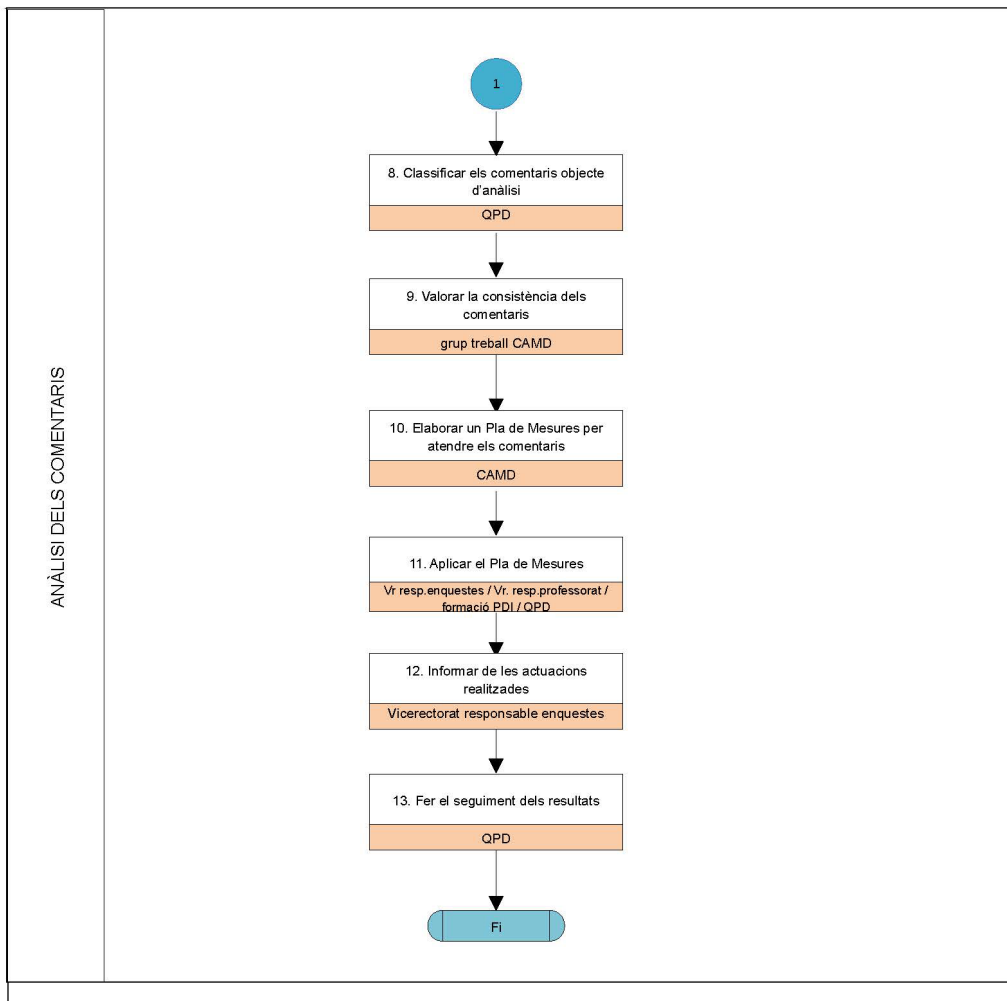 ANÀLISI DELS COMENTARIS
1
8. Classificar els comentaris objecte
d'anàlisi
QPD
9. Valorar la consistència dels
comentaris
grup treball CAMD
10. Elaborar un Pla de Mesures per
atendre els comentaris
CAMD
11. Aplicar el Pla de Mesures
Vr resp.enquestes / Vr. resp.professorat /
formació PDI / QPD
12. Informar de les actuacions
realitzades
Vicerectorat responsable enquestes
13. Fer el seguiment dels resultats
QPD
Fi